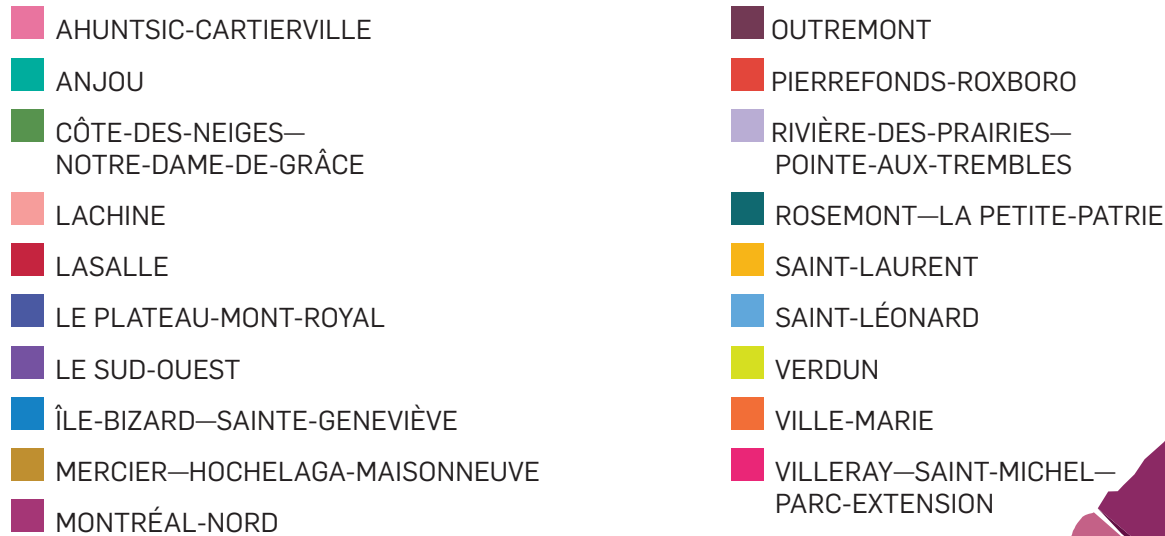 AHUNTSIC-CARTIERVILLE
ANJOU
CÔTE-DES-NEIGES—
NOTRE-DAME-DE-GRÂCE
LACHINE
LASALLE
LE PLATEAU-MONT-ROYAL
LE SUD-OUEST
ÎLE-BIZARD—SAINTE-GENEVIÈVE
MERCIER—HOCHELAGA-MAISONNEUVE
MONTRÉAL-NORD
OUTREMONT
PIERREFONDS-ROXBORO
RIVIÈRE-DES-PRAIRIES—
POINTE-AUX-TREMBLES
ROSEMONT—LA PETITE-PATRIE
SAINT-LAURENT
SAINT-LÉONARD
VERDUN
VILLE-MARIE
VILLERAY—SAINT-MICHEL—
PARC-EXTENSION